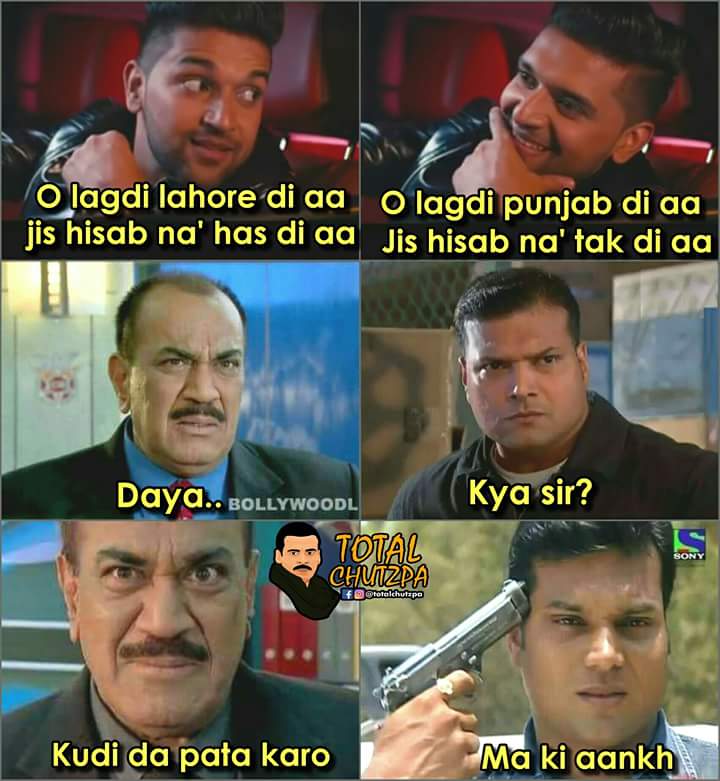 O lagdi lahore di aa
jis hisab na' has di aa
O lagdi punjab di aa
Jis hisab na' tak di aa
Daya..
BOLLYWOODL
Kya sir?
TOTAL
CHUTZPA
@totalchutzpa
SONY
Kudi da pata karo
Ma ki aankh